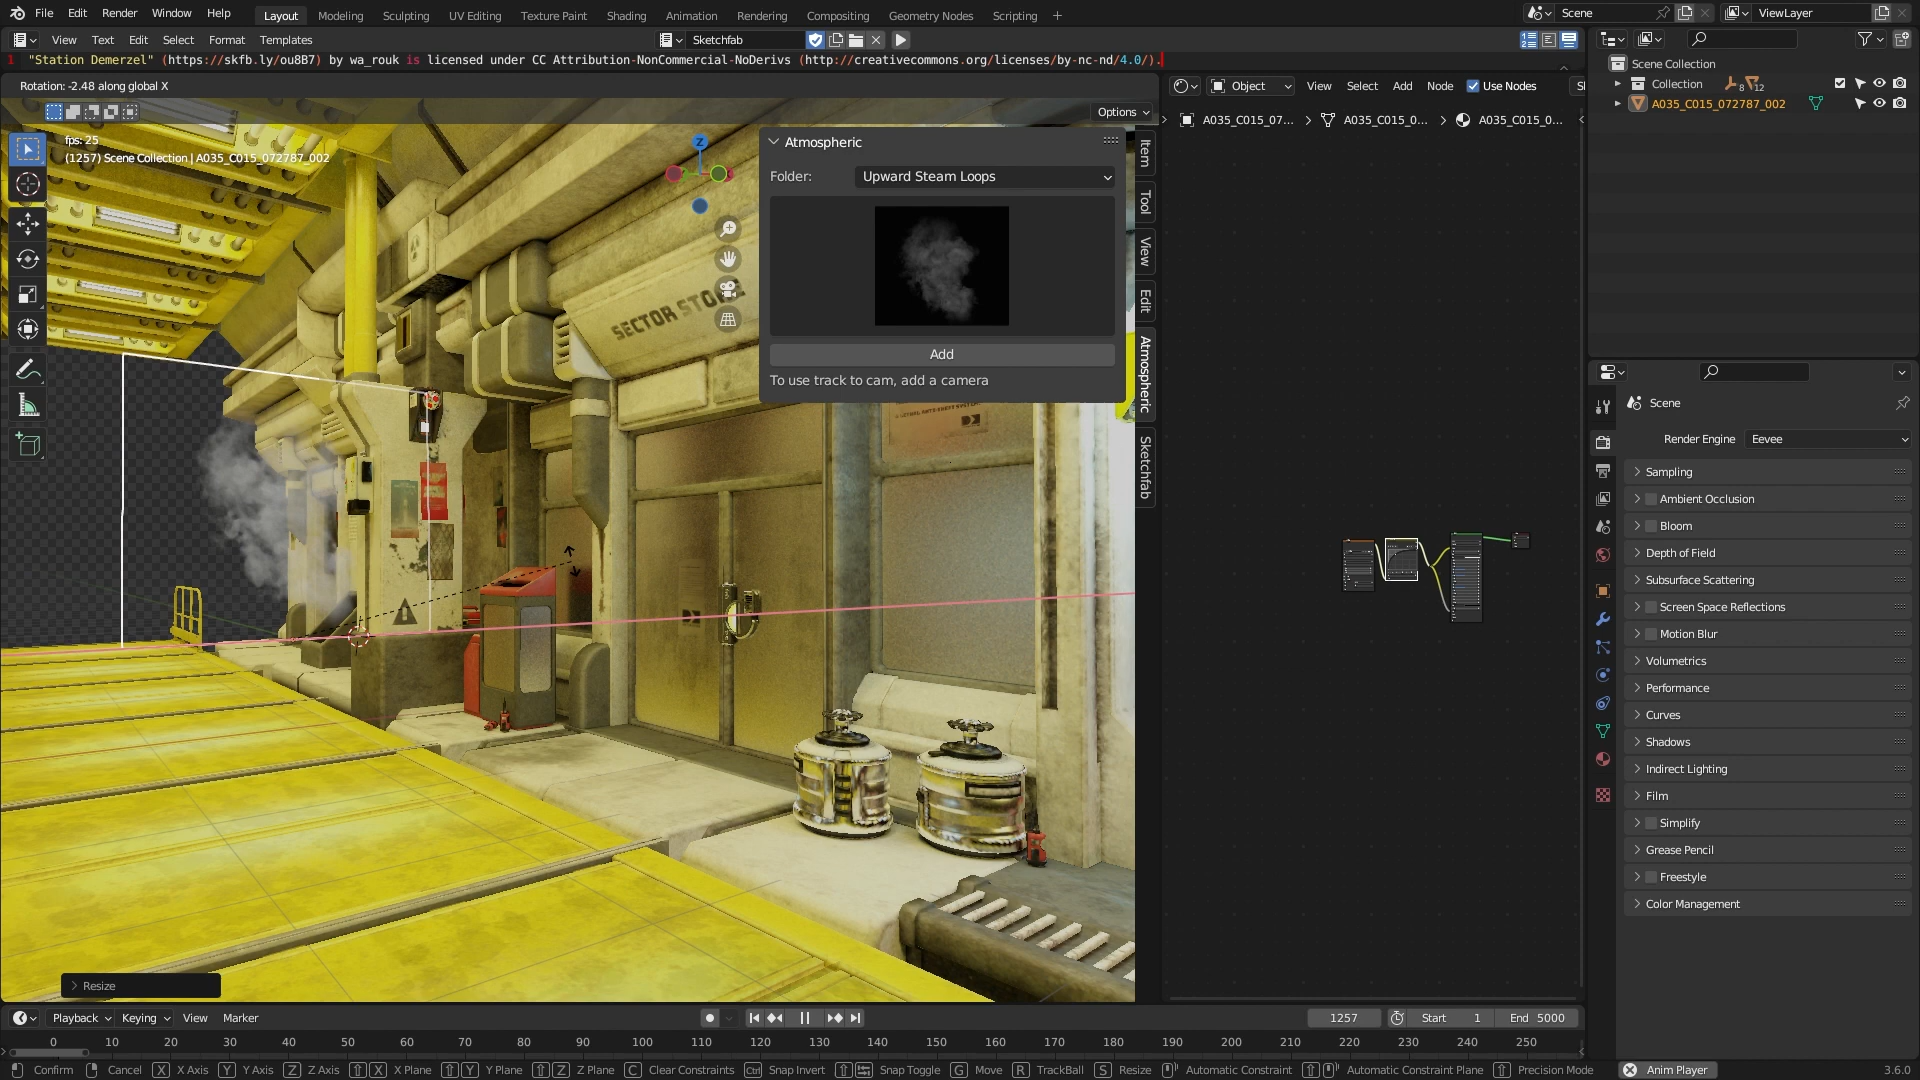 File Edit Render Window Help Layout Modeling Sculpting UV Editing Texture Paint Shading Animation Rendering Compositing Geometry Nodes Scripting + Scene ViewLayer
View Text Edit Select Format Templates Sketchfab
1 "Station Demerzel" (https://skfb.ly/ou8B7) by wa_rouk is licensed under CC Attribution-NonCommercial-NoDerivs (http://creativecommons.org/licenses/by-nc-nd/4.0/).
Rotation: -2.48 along global X
Options
fps: 25
(1257) Scene Collection | A035_C015_072787_002
Z
SECTOR STO
Atmospheric
Folder: Upward Steam Loops
Add
To use track to cam, add a camera
Item
Tool
View
Edit
Atmospheric
Sketchfab
Resize
Object View Select Add Node Use Nodes
A035_C015_07... A035_C015_0... A035_C015_0...
Scene Collection
Collection 8 12
A035_C015_072787_002
Scene
Render Engine Eevee
Sampling
Ambient Occlusion
Bloom
Depth of Field
Subsurface Scattering
Screen Space Reflections
Motion Blur
Volumetrics
Performance
Curves
Shadows
Indirect Lighting
Film
Simplify
Grease Pencil
Freestyle
Color Management
Playback Keying View Marker 1257 Start 1 End 5000
0 10 20 30 40 50 60 70 80 90 100 110 120 130 140 150 160 170 180 190 200 210 220 230 240 250
Confirm Cancel X X Axis Y Y Axis Z Z Axis X X Plane Y Y Plane Z Z Plane C Clear Constraints Ctrl Snap Invert Snap Toggle G Move R TrackBall S Resize Automatic Constraint Automatic Constraint Plane Precision Mode Anim Player 3.6.0